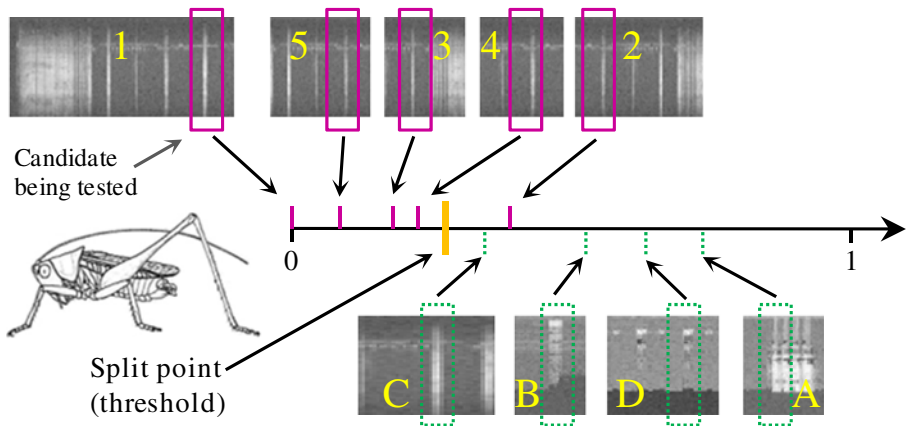 1
5
3
4
2
Candidate
being tested
0
1
Split point
(threshold)
C
B
D
A